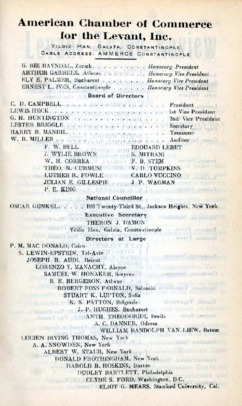 American Chamber of Commerce
for the Levant, Inc.
YILDIZ HAN, GALATA, CONSTANTINOPLE
CABLE ADDRESS: AMMERCE CONSTANTINOPLE
G. BIE RAVNDAL, Zurich Honorary President
ARTHUR GARRELS, Athens Honorary Vice President
ELY E. PALMER, Bucharest Honorary Vice President
ERNEST L. IVES, Constantinople Honorary Vice President
Board of Directors
C. D. CAMPBELL President
LEWIS HECK 1st Vice President
G. H. HUNTINGTON 2nd Vice President
LESTER Secretary
HARRY R. Treasurer
W. B. MILLER Auditor
F. W. BELL EDOUARD LEBET
J. WYLIE BROWN S. MITRANI
W. H. CORREA P. B. STEM
THEO. N. CURMUSI C. D. TOMPKINS
LUTHER R. FOWLE CARLO VUCCINO
JULIAN E. GILLESPIE J. P. WAGMAN
P. E. KING
National Councillor
OSCAR GUNKEL, Twenty-Third St., Jackson Heights, New York.
Executive Secretary
THERON J. DAMON
Yildiz Han, Galata, Constantinople
Directors at Large
P. M. MAC DONALD, Cairo
S. LEWIN-EPSTEIN, Tel-Aviv
JOSEPH B. AUDI, Beirut
LORENZO Y. MANACHY, Aleppo
SAMUEL W. HONAKER, Smyrna
R. E. BERGERON, Athens
ROBERT FOSS FERNALD, Saloniki
STUART K. LUPTON, Sofia
K. S. PATTON, Belgrade
J. P. HUGHES, Bucharest
ANTH. THEODORIDI, Braila
A. C. DANNER, Odessa
WILLIAM RANDOLPH VAN LIEW, Batum
LUCIEN IRVING THOMAS, New York
A. A. SNOWDEN, New York
ALBERT W. STAUB, New York
DONALD FROTHINGHAM, New York
HAROLD B. HOSKINS, Boston
DUDLEY BARTLETT, Philadelphia
CLYDE S. FORD, Washington, D.C.
ELIOT G. MEARS, Stanford University, Cal.